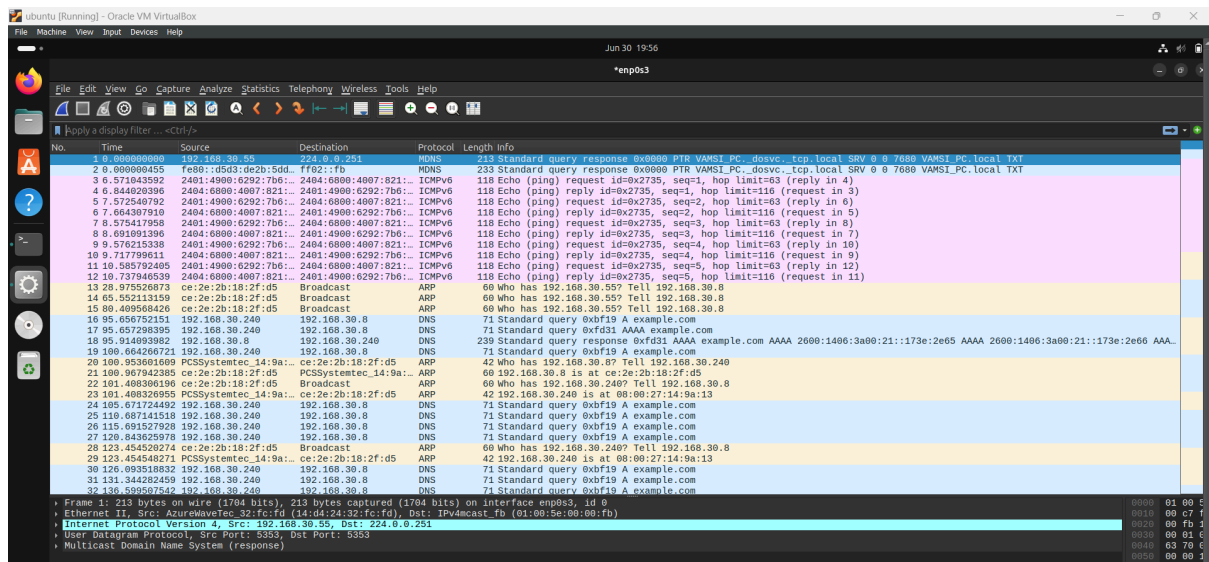 ubuntu [Running] - Oracle VM VirtualBox
File Machine View Input Devices Help
Jun 30 19:56
*enp0s3
File Edit View Go Capture Analyze Statistics Telephony Wireless Tools Help
Apply a display filter ... <Ctrl-/>
No. Time Source Destination Protocol Length Info
1 0.000000000 192.168.30.55 224.0.0.251 MDNS 213 Standard query response 0x0000 PTR VAMSI_PC._dosvc._tcp.local SRV 0 0 7680 VAMSI_PC.local TXT
2 0.000000455 fe80::d5d3:de2b:5dd… ff02::fb MDNS 233 Standard query response 0x0000 PTR VAMSI_PC._dosvc._tcp.local SRV 0 0 7680 VAMSI_PC.local TXT
3 6.571043592 2401:4900:6292:7b6:… 2404:6800:4007:821:… ICMPv6 118 Echo (ping) request id=0x2735, seq=1, hop limit=63 (reply in 4)
4 6.844020396 2404:6800:4007:821:… 2401:4900:6292:7b6:… ICMPv6 118 Echo (ping) reply id=0x2735, seq=1, hop limit=116 (request in 3)
5 7.572540792 2401:4900:6292:7b6:… 2404:6800:4007:821:… ICMPv6 118 Echo (ping) request id=0x2735, seq=2, hop limit=63 (reply in 6)
6 7.664307910 2404:6800:4007:821:… 2401:4900:6292:7b6:… ICMPv6 118 Echo (ping) reply id=0x2735, seq=2, hop limit=116 (request in 5)
7 8.575417958 2401:4900:6292:7b6:… 2404:6800:4007:821:… ICMPv6 118 Echo (ping) request id=0x2735, seq=3, hop limit=63 (reply in 8)
8 8.691091396 2404:6800:4007:821:… 2401:4900:6292:7b6:… ICMPv6 118 Echo (ping) reply id=0x2735, seq=3, hop limit=116 (request in 7)
9 9.576215338 2401:4900:6292:7b6:… 2404:6800:4007:821:… ICMPv6 118 Echo (ping) request id=0x2735, seq=4, hop limit=63 (reply in 10)
10 9.717799611 2404:6800:4007:821:… 2401:4900:6292:7b6:… ICMPv6 118 Echo (ping) reply id=0x2735, seq=4, hop limit=116 (request in 9)
11 10.585792405 2401:4900:6292:7b6:… 2404:6800:4007:821:… ICMPv6 118 Echo (ping) request id=0x2735, seq=5, hop limit=63 (reply in 12)
12 10.737946539 2404:6800:4007:821:… 2401:4900:6292:7b6:… ICMPv6 118 Echo (ping) reply id=0x2735, seq=5, hop limit=116 (request in 11)
13 28.975526873 ce:2e:2b:18:2f:d5 Broadcast ARP 60 Who has 192.168.30.55? Tell 192.168.30.8
14 65.552113159 ce:2e:2b:18:2f:d5 Broadcast ARP 60 Who has 192.168.30.55? Tell 192.168.30.8
15 80.409568426 ce:2e:2b:18:2f:d5 Broadcast ARP 60 Who has 192.168.30.55? Tell 192.168.30.8
16 95.656752151 192.168.30.240 192.168.30.8 DNS 71 Standard query 0xbf19 A example.com
17 95.657298395 192.168.30.240 192.168.30.8 DNS 71 Standard query 0xfd31 AAAA example.com
18 95.914093982 192.168.30.8 192.168.30.240 DNS 239 Standard query response 0xfd31 AAAA example.com AAAA 2600:1406:3a00:21::173e:2e65 AAAA 2600:1406:3a00:21::173e:2e66 AAA…
19 100.664266721 192.168.30.240 192.168.30.8 DNS 71 Standard query 0xbf19 A example.com
20 100.953601609 PCSSystemtec_14:9a:… ce:2e:2b:18:2f:d5 ARP 42 Who has 192.168.30.8? Tell 192.168.30.240
21 100.967942385 ce:2e:2b:18:2f:d5 PCSSystemtec_14:9a:… ARP 60 192.168.30.8 is at ce:2e:2b:18:2f:d5
22 101.408306196 ce:2e:2b:18:2f:d5 Broadcast ARP 60 Who has 192.168.30.240? Tell 192.168.30.8
23 101.408326955 PCSSystemtec_14:9a:… ce:2e:2b:18:2f:d5 ARP 42 192.168.30.240 is at 08:00:27:14:9a:13
24 105.671724492 192.168.30.240 192.168.30.8 DNS 71 Standard query 0xbf19 A example.com
25 110.687141518 192.168.30.240 192.168.30.8 DNS 71 Standard query 0xbf19 A example.com
26 115.691527928 192.168.30.240 192.168.30.8 DNS 71 Standard query 0xbf19 A example.com
27 120.843625978 192.168.30.240 192.168.30.8 DNS 71 Standard query 0xbf19 A example.com
28 123.454520274 ce:2e:2b:18:2f:d5 Broadcast ARP 60 Who has 192.168.30.240? Tell 192.168.30.8
29 123.454548271 PCSSystemtec_14:9a:… ce:2e:2b:18:2f:d5 ARP 42 192.168.30.240 is at 08:00:27:14:9a:13
30 126.093518832 192.168.30.240 192.168.30.8 DNS 71 Standard query 0xbf19 A example.com
31 131.344282459 192.168.30.240 192.168.30.8 DNS 71 Standard query 0xbf19 A example.com
32 136.599507542 192.168.30.240 192.168.30.8 DNS 71 Standard query 0xbf19 A example.com
Frame 1: 213 bytes on wire (1704 bits), 213 bytes captured (1704 bits) on interface enp0s3, id 0
Ethernet II, Src: AzureWaveTec_32:fc:fd (14:d4:24:32:fc:fd), Dst: IPv4mcast_fb (01:00:5e:00:00:fb)
Internet Protocol Version 4, Src: 192.168.30.55, Dst: 224.0.0.251
User Datagram Protocol, Src Port: 5353, Dst Port: 5353
Multicast Domain Name System (response)
0000 01 00
0010 00 c7
0020 00 fb
0030 00 01
0040 63 70
0050 00 00